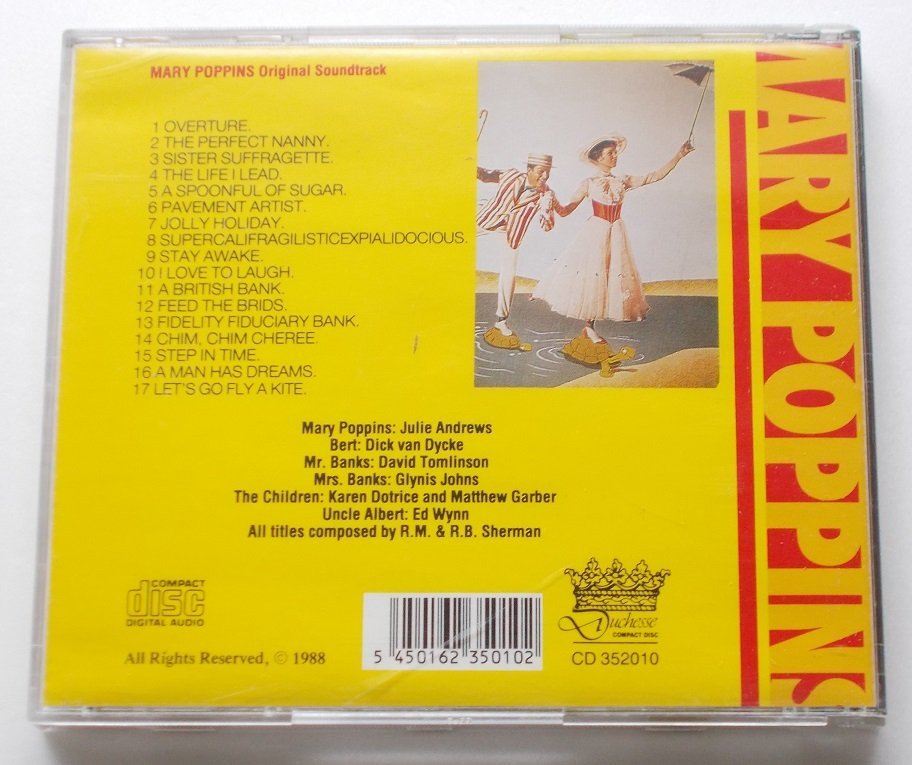 MARY POPPINS Original Soundtrack
1 OVERTURE.
2 THE PERFECT NANNY.
3 SISTER SUFFRAGETTE.
4 THE LIFE I LEAD.
5 A SPOONFUL OF SUGAR.
6 PAVEMENT ARTIST.
7 JOLLY HOLIDAY.
8 SUPERCALIFRAGILISTICEXPIALIDOCIOUS.
9 STAY AWAKE.
10 I LOVE TO LAUGH.
11 A BRITISH BANK.
12 FEED THE BRIDS.
13 FIDELITY FIDUCIARY BANK.
14 CHIM, CHIM CHEREE.
15 STEP IN TIME.
16 A MAN HAS DREAMS.
17 LET'S GO FLY A KITE.
Mary Poppins: Julie Andrews
Bert: Dick van Dycke
Mr. Banks: David Tomlinson
Mrs. Banks: Glynis Johns
The Children: Karen Dotrice and Matthew Garber
Uncle Albert: Ed Wynn
All titles composed by R.M. & R.B. Sherman
COMPACT
disc
DIGITAL AUDIO
All Rights Reserved, © 1988
5 450162 350102
Duchesse
COMPACT DISC
CD 352010
MARY POPPINS